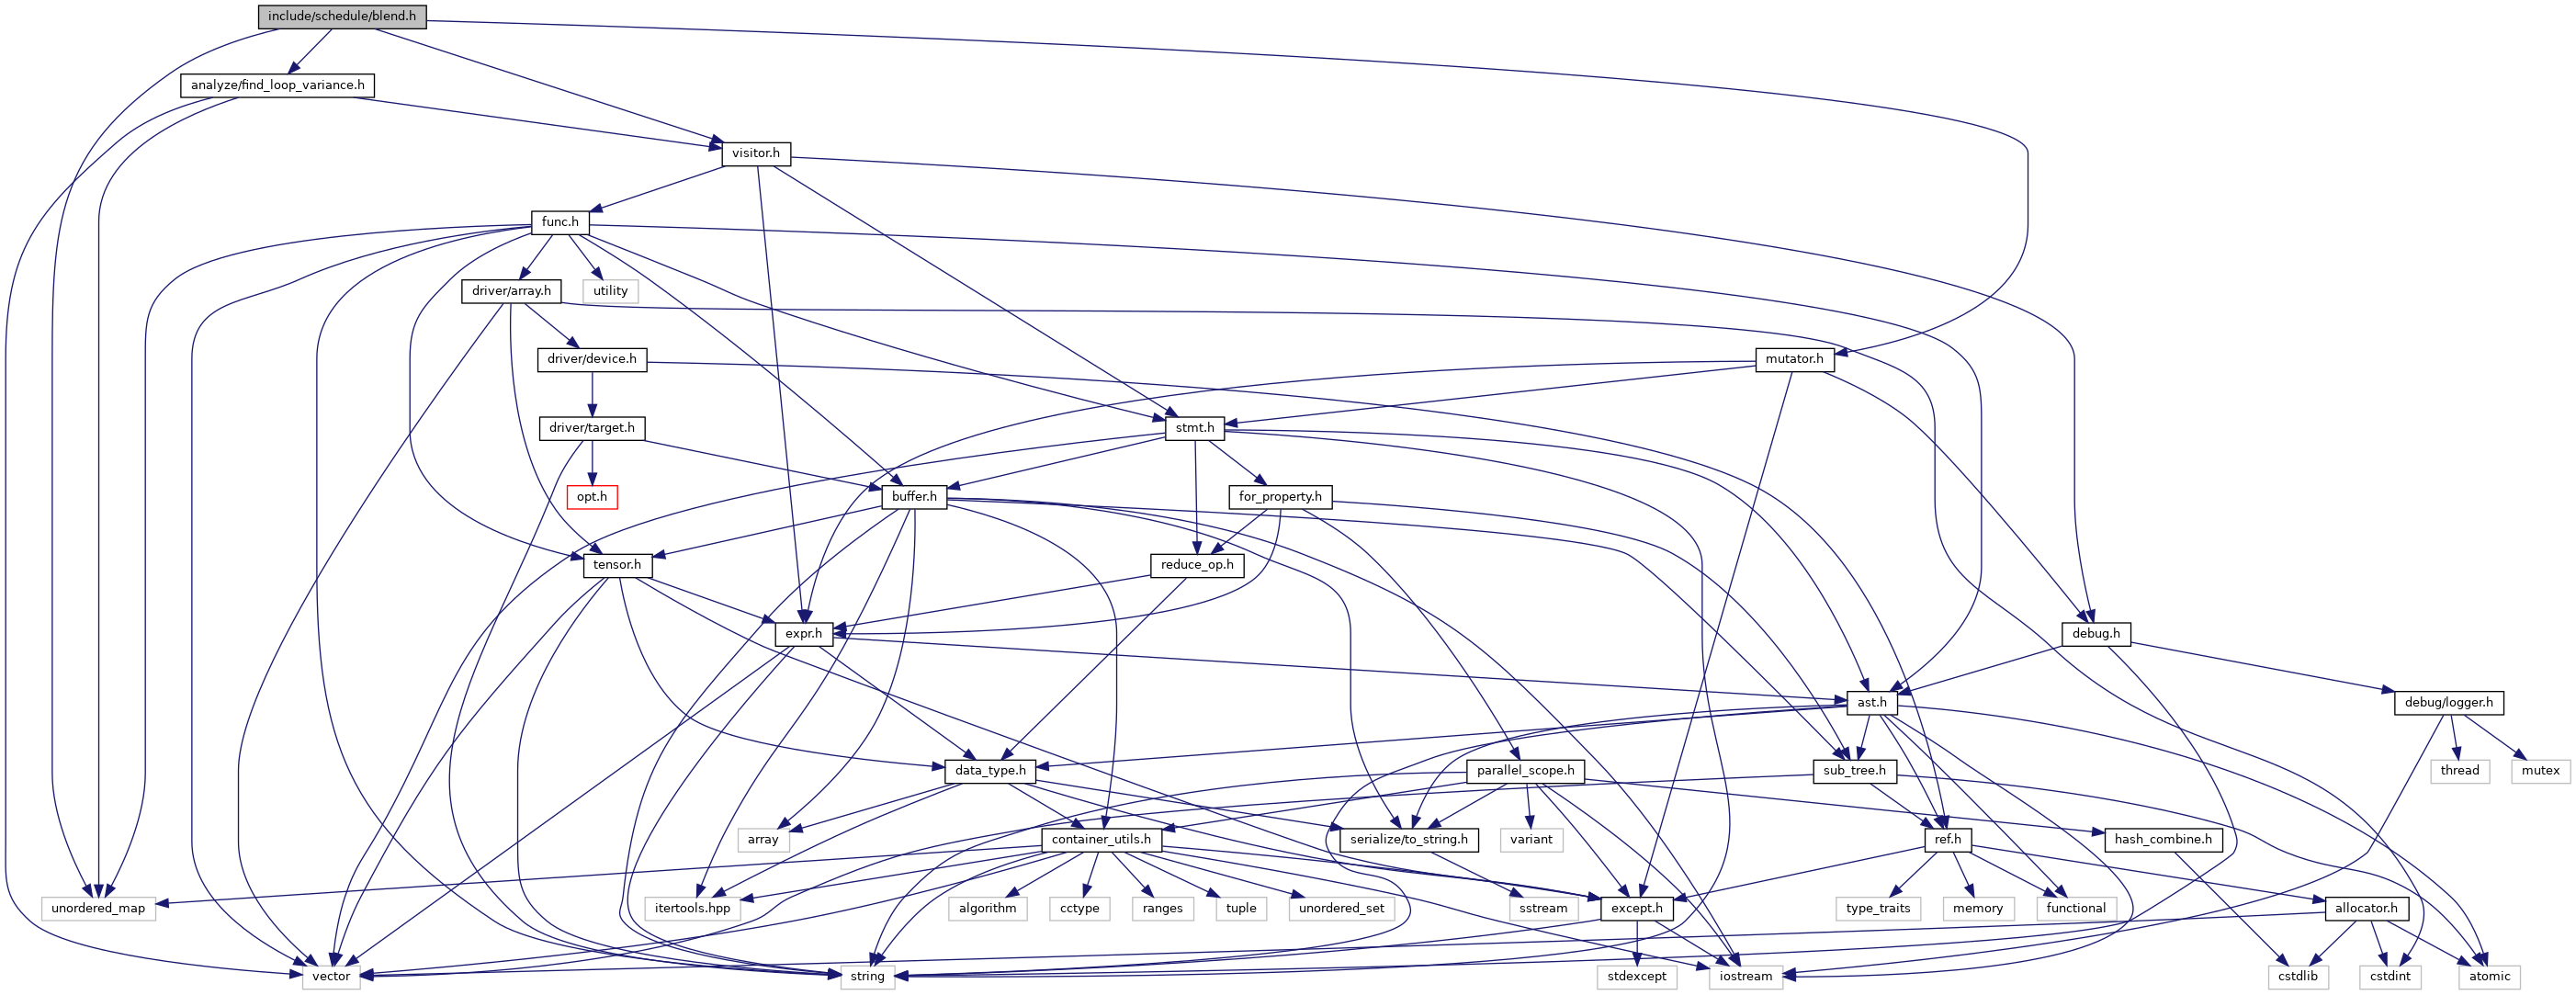 include/schedule/blend.h
analyze/find_loop_variance.h
visitor.h
func.h
driver/array.h
utility
driver/device.h
mutator.h
driver/target.h
stmt.h
opt.h
buffer.h
for_property.h
tensor.h
reduce_op.h
expr.h
debug.h
ast.h
debug/logger.h
data_type.h
parallel_scope.h
sub_tree.h
thread
mutex
array
container_utils.h
serialize/to_string.h
variant
ref.h
hash_combine.h
unordered_map
itertools.hpp
algorithm
cctype
ranges
tuple
unordered_set
sstream
except.h
type_traits
memory
functional
allocator.h
vector
string
stdexcept
iostream
cstdlib
cstdint
atomic